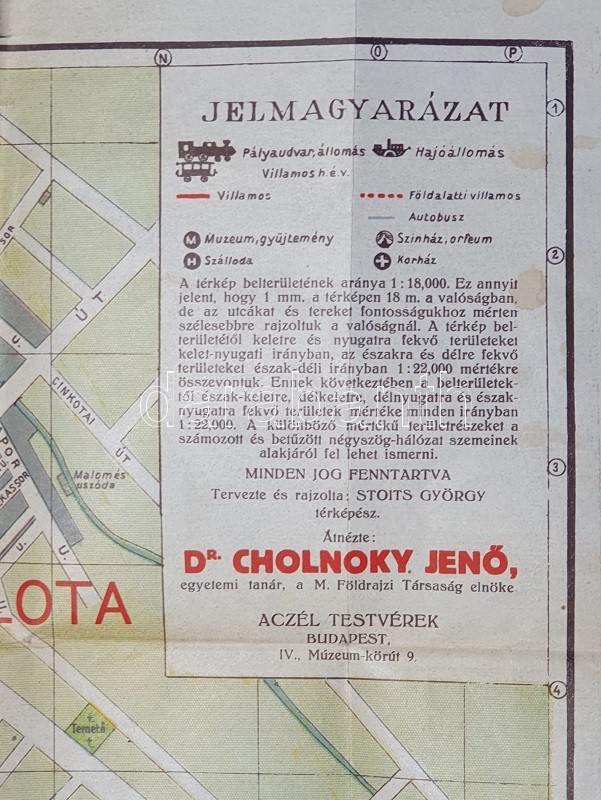 N
O
P
1
JELMAGYARÁZAT
Pályaudvar, állomás
Hajóállomás
Villamos h.é.v.
Villamos
Földalatti villamos
Autobusz
M Muzeum, gyüjtemény
Szinház, orfeum
H Szálloda
Korház
2
A térkép belterületének aránya 1:18,000. Ez annyit
jelent, hogy 1 mm. a térképen 18 m. a valóságban,
de az utcákat és tereket fontosságukhoz mérten
szélesebbre rajzoltuk a valóságnál. A térkép bel-
területétől keletre és nyugatra fekvő területeket
kelet-nyugati irányban, az északra és délre fekvő
területeket észak-déli irányban 1:22,000 mértékre
összevontuk. Ennek következtében a belterületek-
től észak-keletre, délkeletre, délnyugatra és észak-
nyugatra fekvő területek mértéke minden irányban
1:22,000. A különböző mértékű területrészeket a
számozott és betűzött négyszög-hálózat szemeinek
alakjáról fel lehet ismerni.
3
MINDEN JOG FENNTARTVA
Tervezte és rajzolta: STOITS GYÖRGY
térképész.
Átnézte:
DR. CHOLNOKY JENŐ,
egyetemi tanár, a M. Földrajzi Társaság elnöke
ACZÉL TESTVÉREK
BUDAPEST,
IV., Múzeum-körút 9.
4
ÚT
U.
CINKOTAI
ÚT
Malom és
uszóda
U.
U.
LOTA
Temető
darabanth